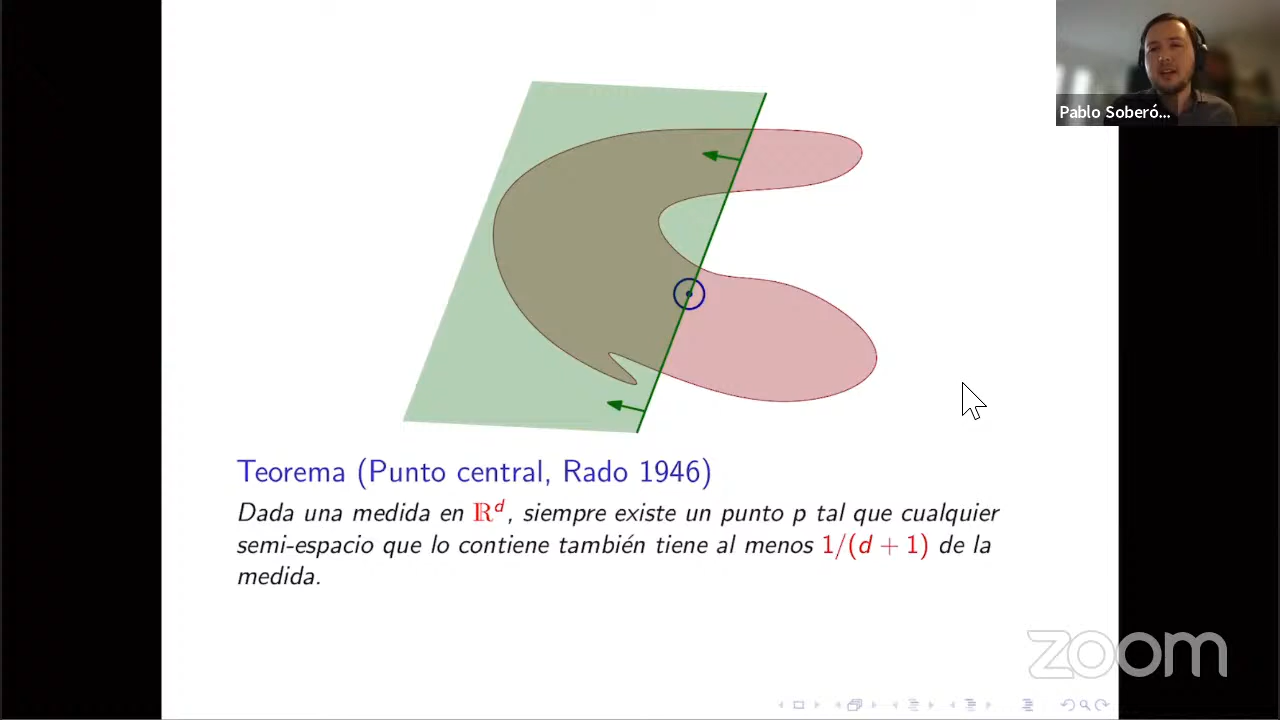 Pablo Soberó...
Teorema (Punto central, Rado 1946)
Dada una medida en ℝᵈ, siempre existe un punto p tal que cualquier
semi-espacio que lo contiene también tiene al menos 1/(d + 1) de la
medida.
zoom